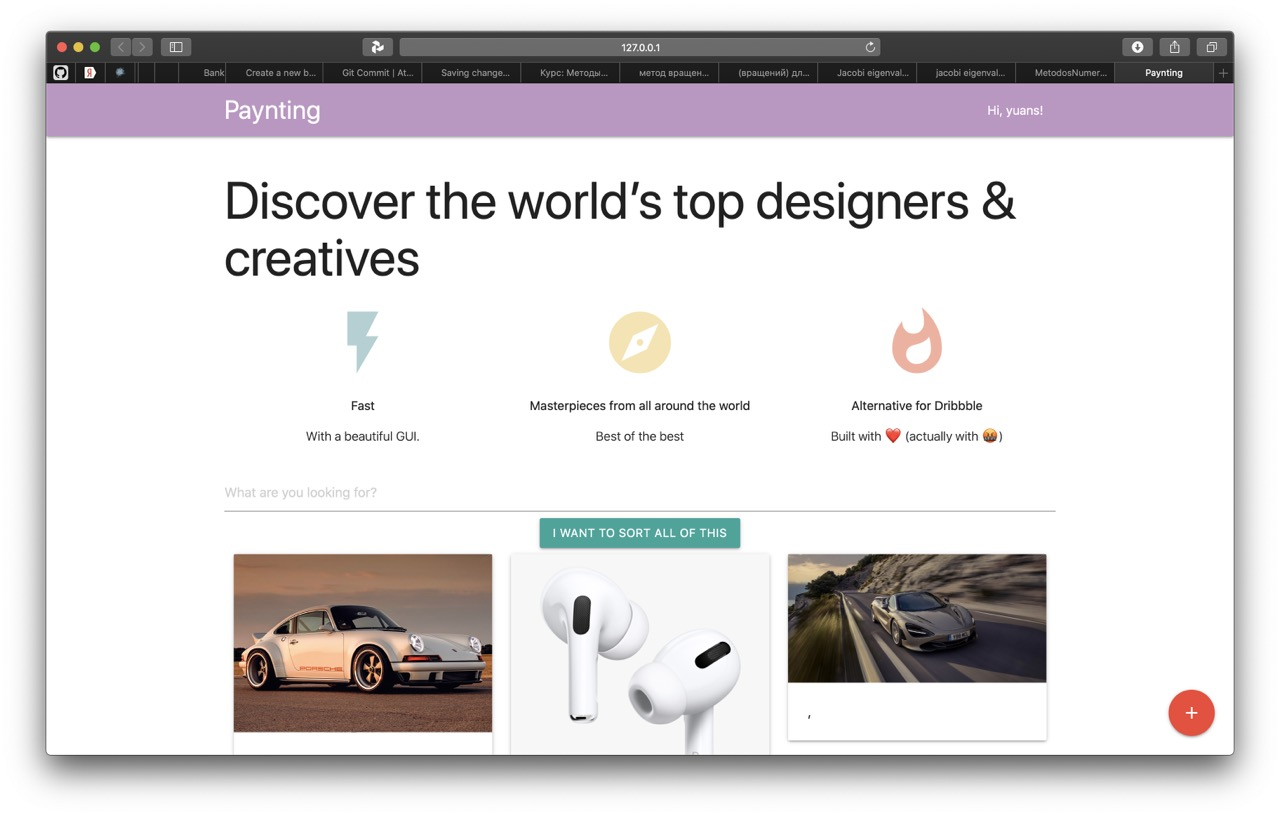 127.0.0.1
Bank
Create a new b...
Git Commit | At...
Saving change...
Курс: Методы...
метод вращен...
(вращений) дл...
Jacobi eigenval...
jacobi eigenval...
MetodosNumer...
Paynting
Paynting
Hi, yuans!
Discover the world's top designers &
creatives
Fast
Masterpieces from all around the world
Alternative for Dribbble
With a beautiful GUI.
Best of the best
Built with ❤️ (actually with 🤬)
What are you looking for?
I WANT TO SORT ALL OF THIS
PORSCHE
,